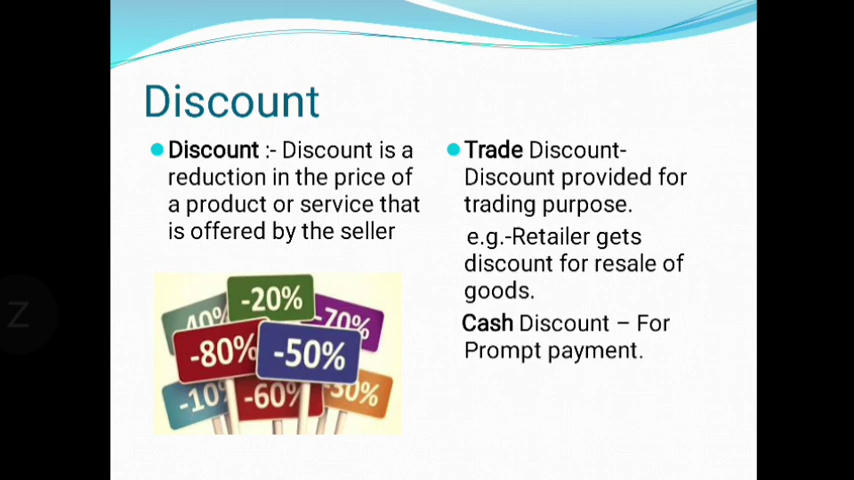 Discount
Discount :- Discount is a
reduction in the price of
a product or service that
is offered by the seller
Trade Discount-
Discount provided for
trading purpose.
e.g.-Retailer gets
discount for resale of
goods.
Cash Discount – For
Prompt payment.
-20%
40%
-70%
-80%
-50%
-10%
-60%
-30%
Z